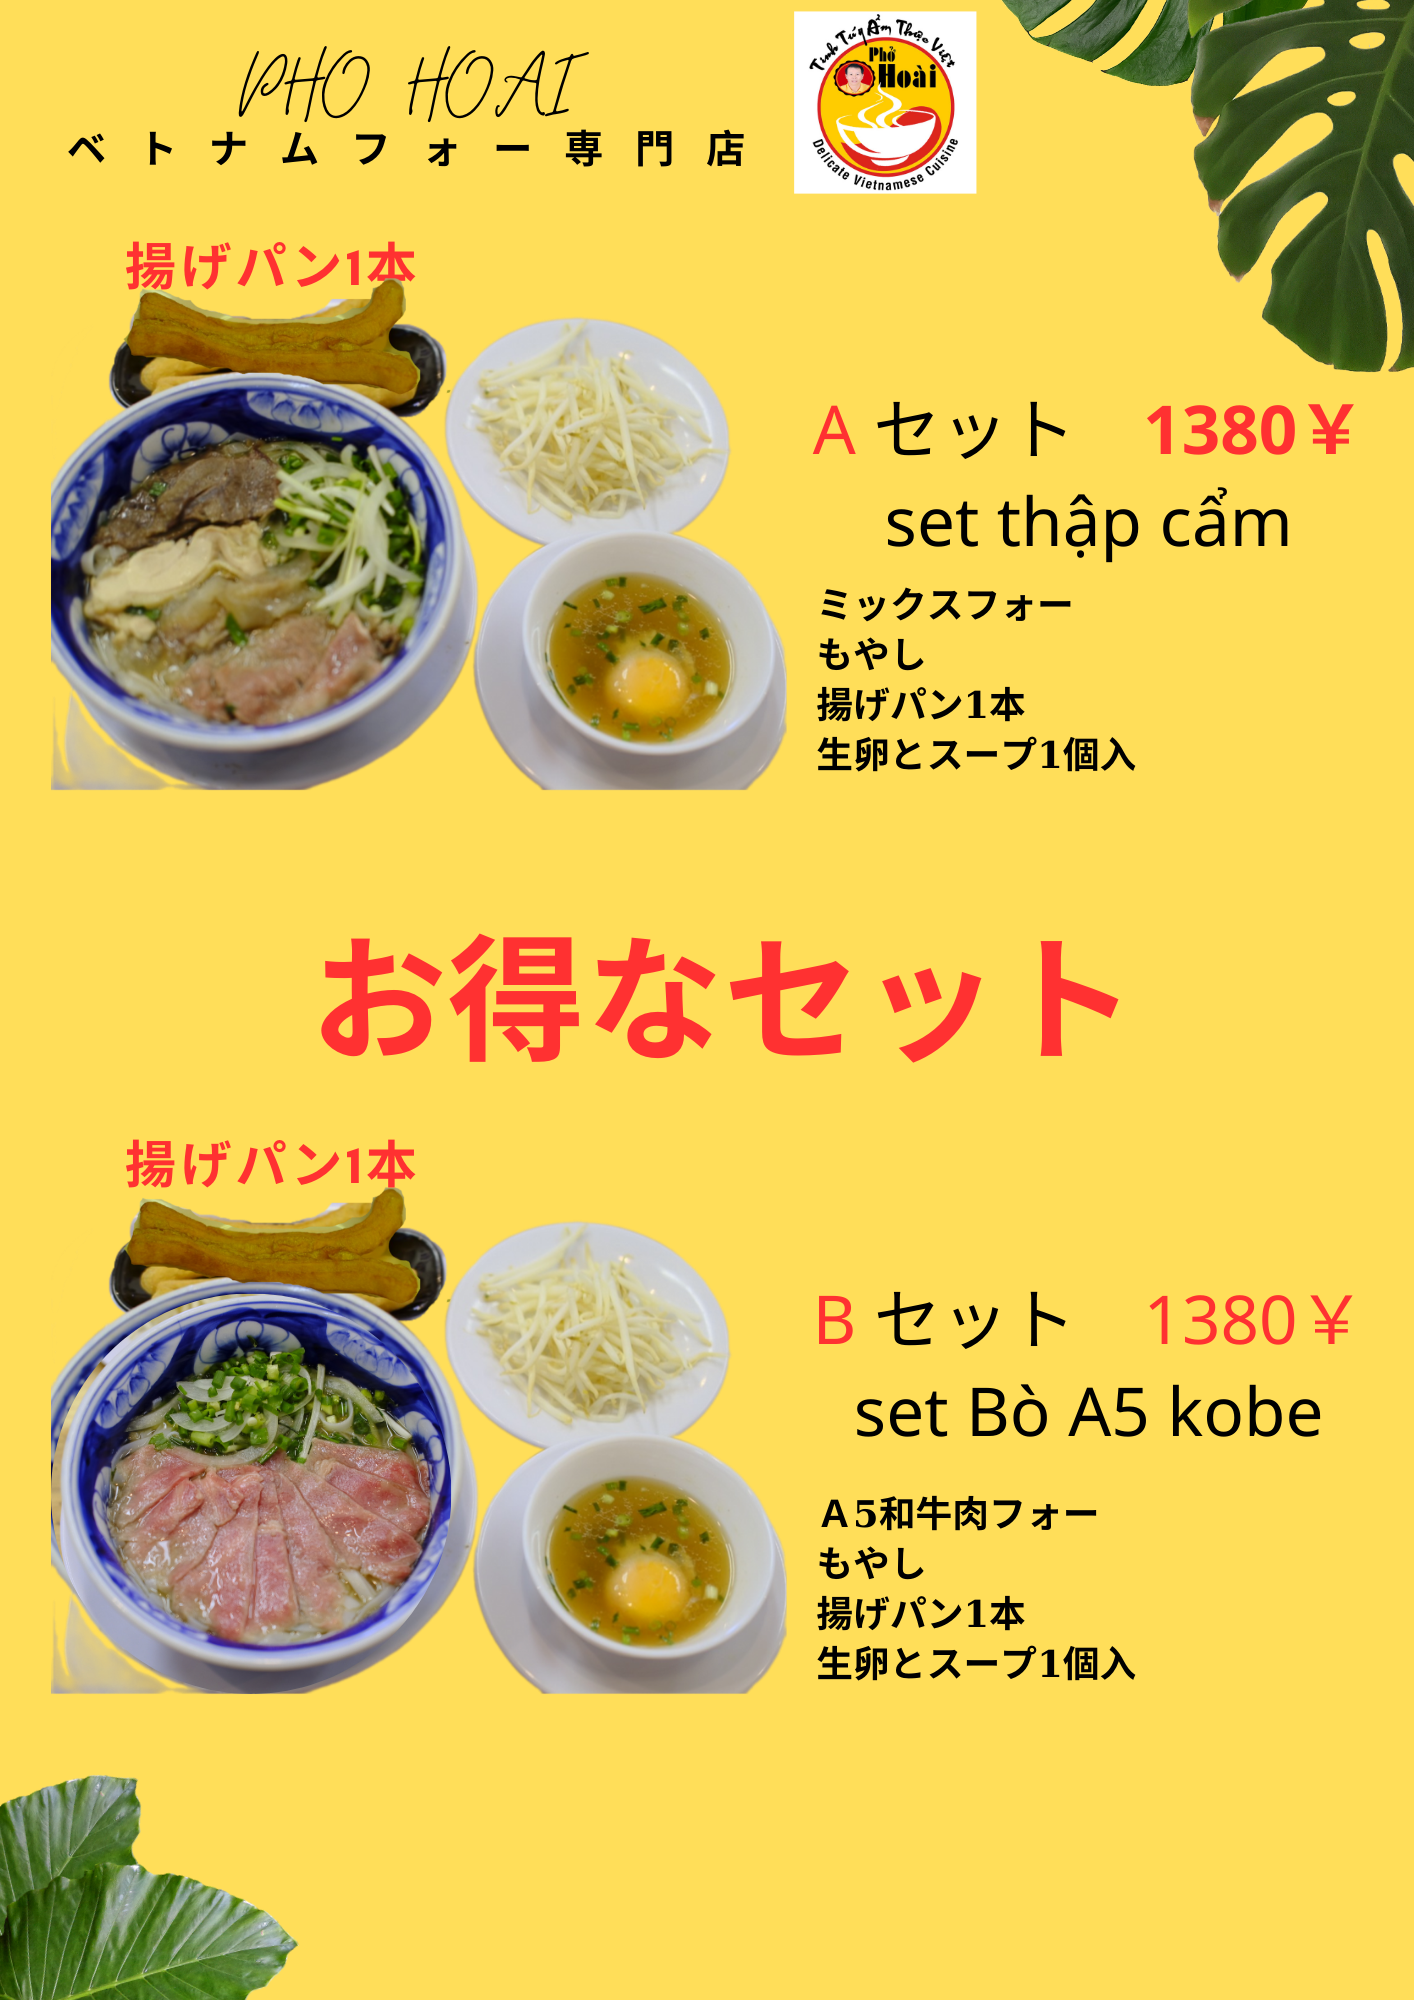 PHO HOAI
ベトナムフォー専門店
Tinh Túy Ẩm Thực Việt
Phở
Hoài
Delicate Vietnamese Cuisine
揚げパン1本
A セット 1380￥
set thập cẩm
ミックスフォー
もやし
揚げパン1本
生卵とスープ1個入
お得なセット
揚げパン1本
B セット 1380￥
set Bò A5 kobe
Ａ5和牛肉フォー
もやし
揚げパン1本
生卵とスープ1個入